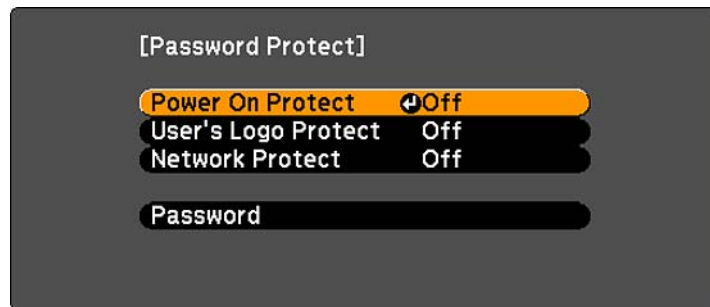 [Password Protect]
Power On Protect Off
User's Logo Protect Off
Network Protect Off
Password